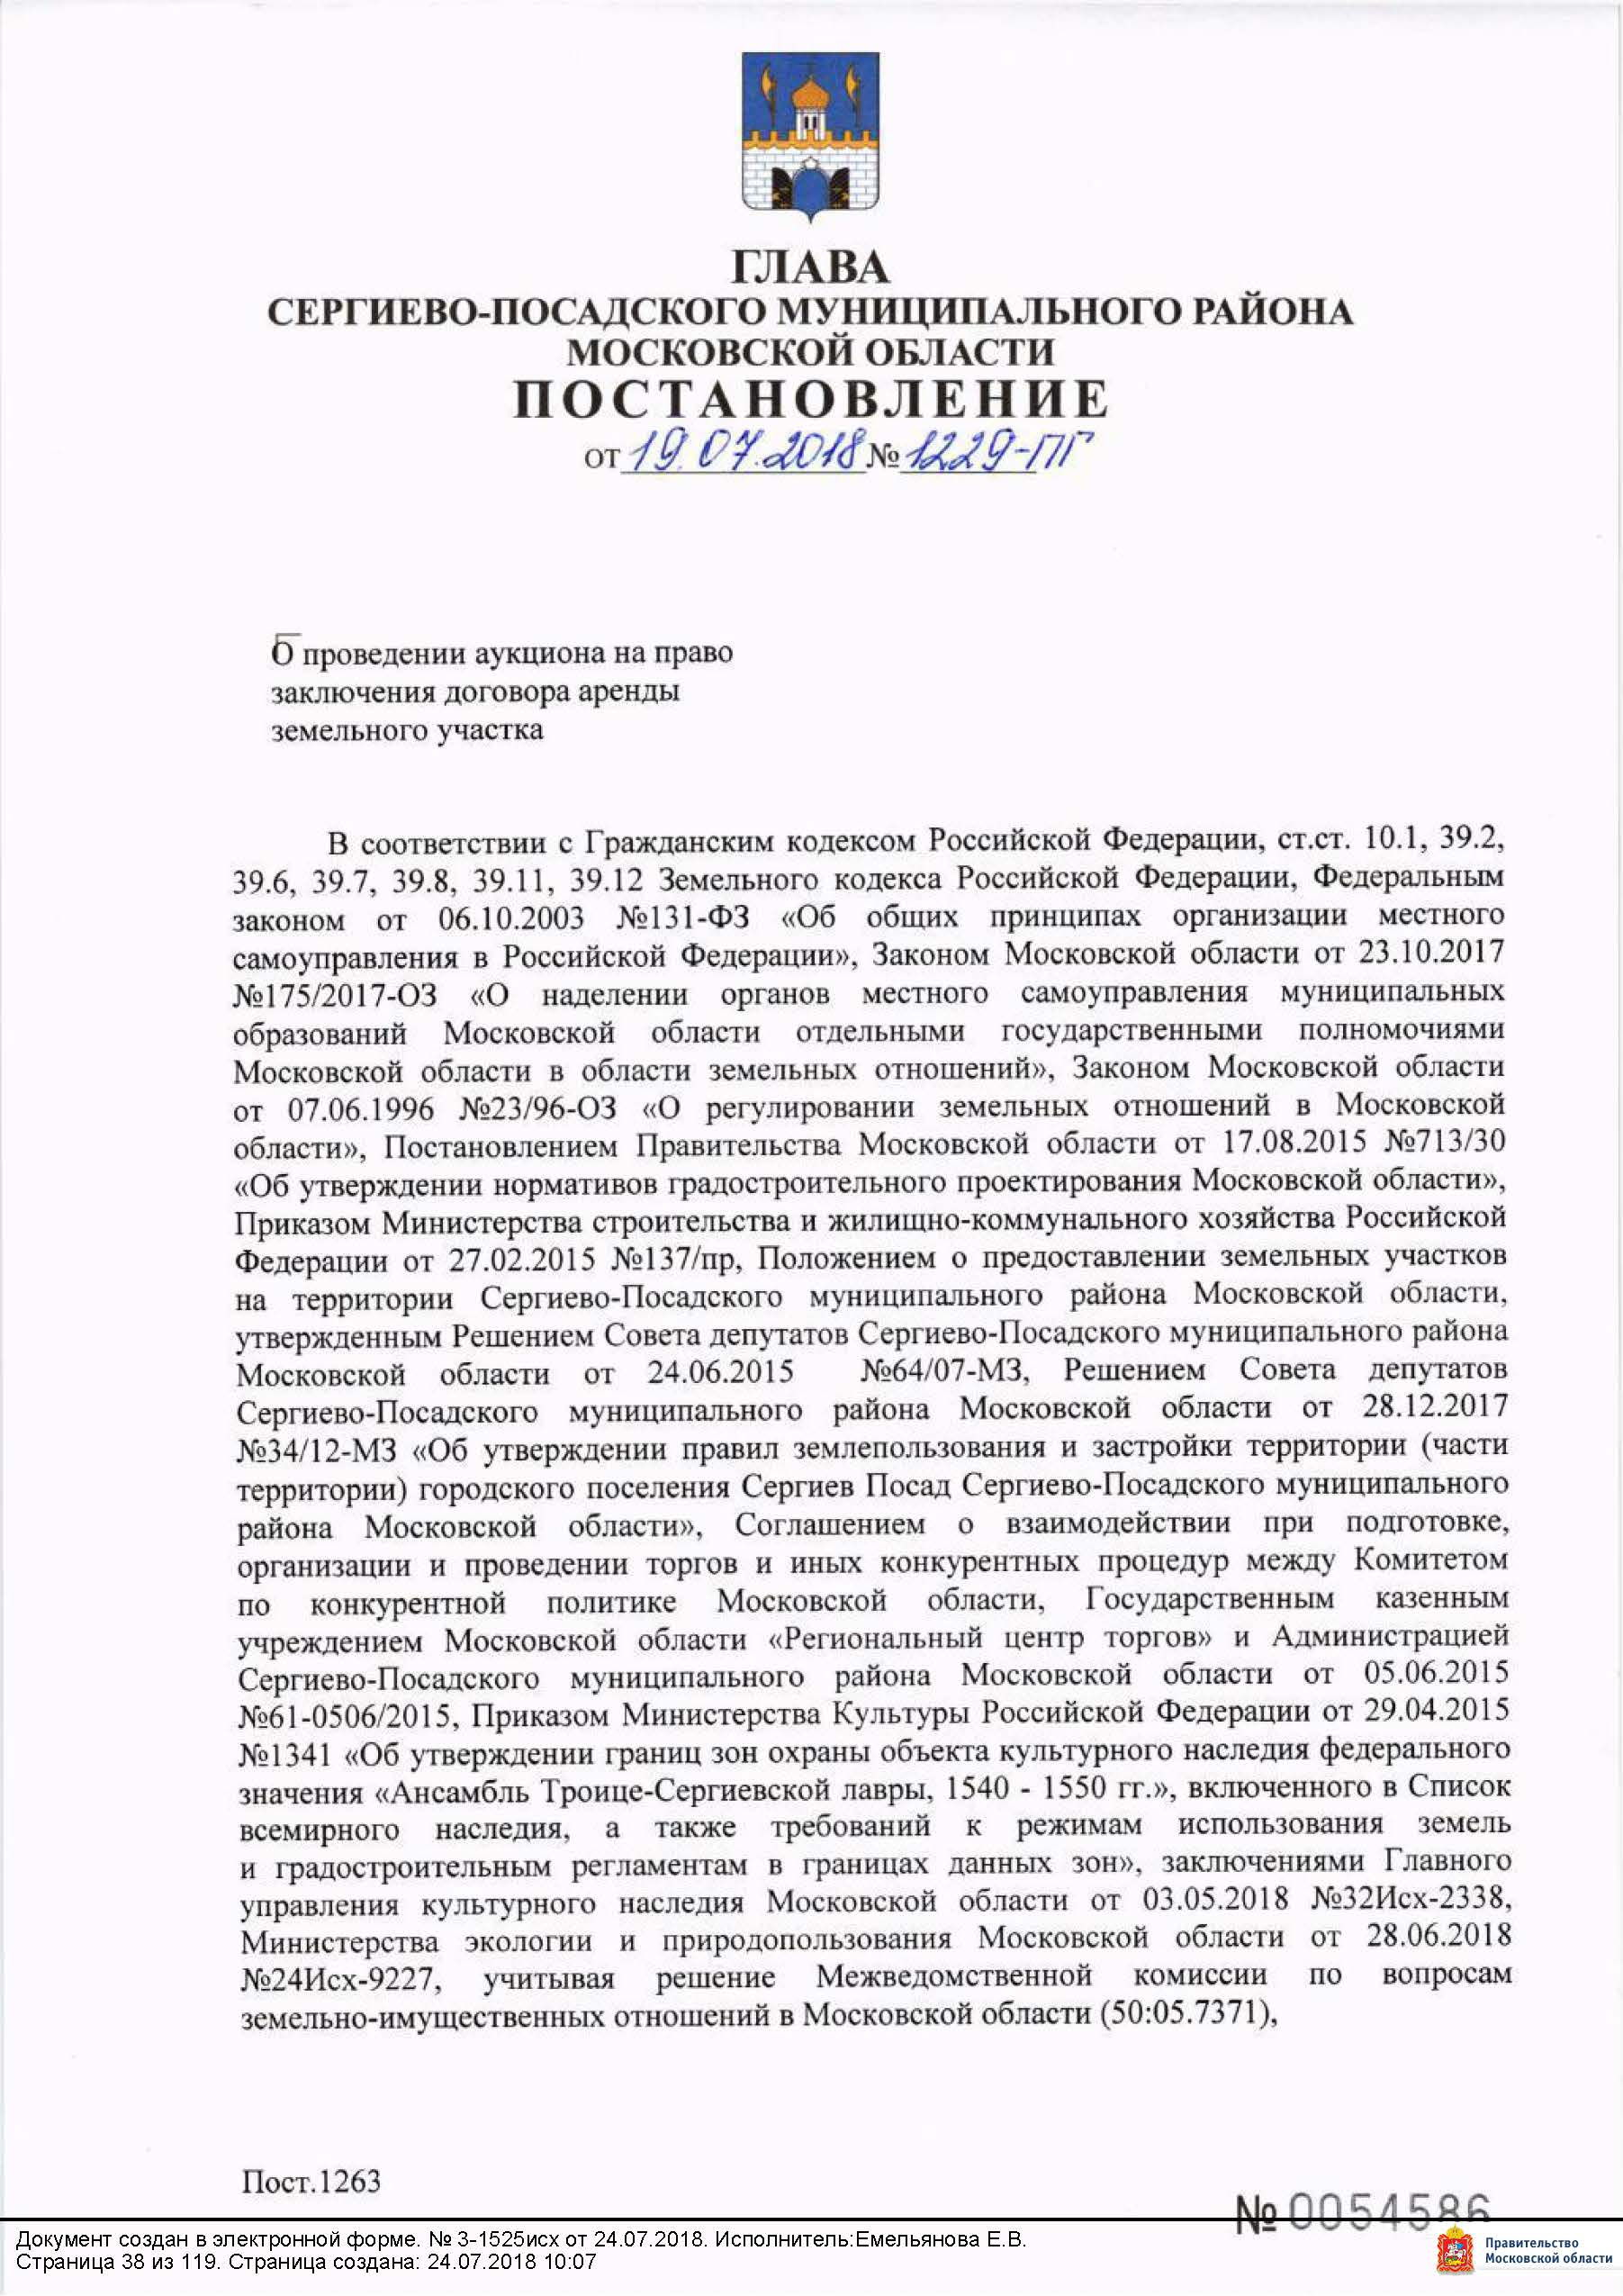 ГЛАВА
СЕРГИЕВО-ПОСАДСКОГО МУНИЦИПАЛЬНОГО РАЙОНА
МОСКОВСКОЙ ОБЛАСТИ
ПОСТАНОВЛЕНИЕ
от 19.07.2018 № 1229-ПГ
О проведении аукциона на право
заключения договора аренды
земельного участка
В соответствии с Гражданским кодексом Российской Федерации, ст.ст. 10.1, 39.2,
39.6, 39.7, 39.8, 39.11, 39.12 Земельного кодекса Российской Федерации, Федеральным
законом от 06.10.2003 №131-ФЗ «Об общих принципах организации местного
самоуправления в Российской Федерации», Законом Московской области от 23.10.2017
№175/2017-ОЗ «О наделении органов местного самоуправления муниципальных
образований Московской области отдельными государственными полномочиями
Московской области в области земельных отношений», Законом Московской области
от 07.06.1996 №23/96-ОЗ «О регулировании земельных отношений в Московской
области», Постановлением Правительства Московской области от 17.08.2015 №713/30
«Об утверждении нормативов градостроительного проектирования Московской области»,
Приказом Министерства строительства и жилищно-коммунального хозяйства Российской
Федерации от 27.02.2015 №137/пр, Положением о предоставлении земельных участков
на территории Сергиево-Посадского муниципального района Московской области,
утвержденным Решением Совета депутатов Сергиево-Посадского муниципального района
Московской области от 24.06.2015 №64/07-МЗ, Решением Совета депутатов
Сергиево-Посадского муниципального района Московской области от 28.12.2017
№34/12-МЗ «Об утверждении правил землепользования и застройки территории (части
территории) городского поселения Сергиев Посад Сергиево-Посадского муниципального
района Московской области», Соглашением о взаимодействии при подготовке,
организации и проведении торгов и иных конкурентных процедур между Комитетом
по конкурентной политике Московской области, Государственным казенным
учреждением Московской области «Региональный центр торгов» и Администрацией
Сергиево-Посадского муниципального района Московской области от 05.06.2015
№61-0506/2015, Приказом Министерства Культуры Российской Федерации от 29.04.2015
№1341 «Об утверждении границ зон охраны объекта культурного наследия федерального
значения «Ансамбль Троице-Сергиевской лавры, 1540 - 1550 гг.», включенного в Список
всемирного наследия, а также требований к режимам использования земель
и градостроительным регламентам в границах данных зон», заключениями Главного
управления культурного наследия Московской области от 03.05.2018 №32Исх-2338,
Министерства экологии и природопользования Московской области от 28.06.2018
№24Исх-9227, учитывая решение Межведомственной комиссии по вопросам
земельно-имущественных отношений в Московской области (50:05.7371),
Пост.1263
№ 0054586
Документ создан в электронной форме. № 3-1525исх от 24.07.2018. Исполнитель:Емельянова Е.В.
Страница 38 из 119. Страница создана: 24.07.2018 10:07
Правительство
Московской области